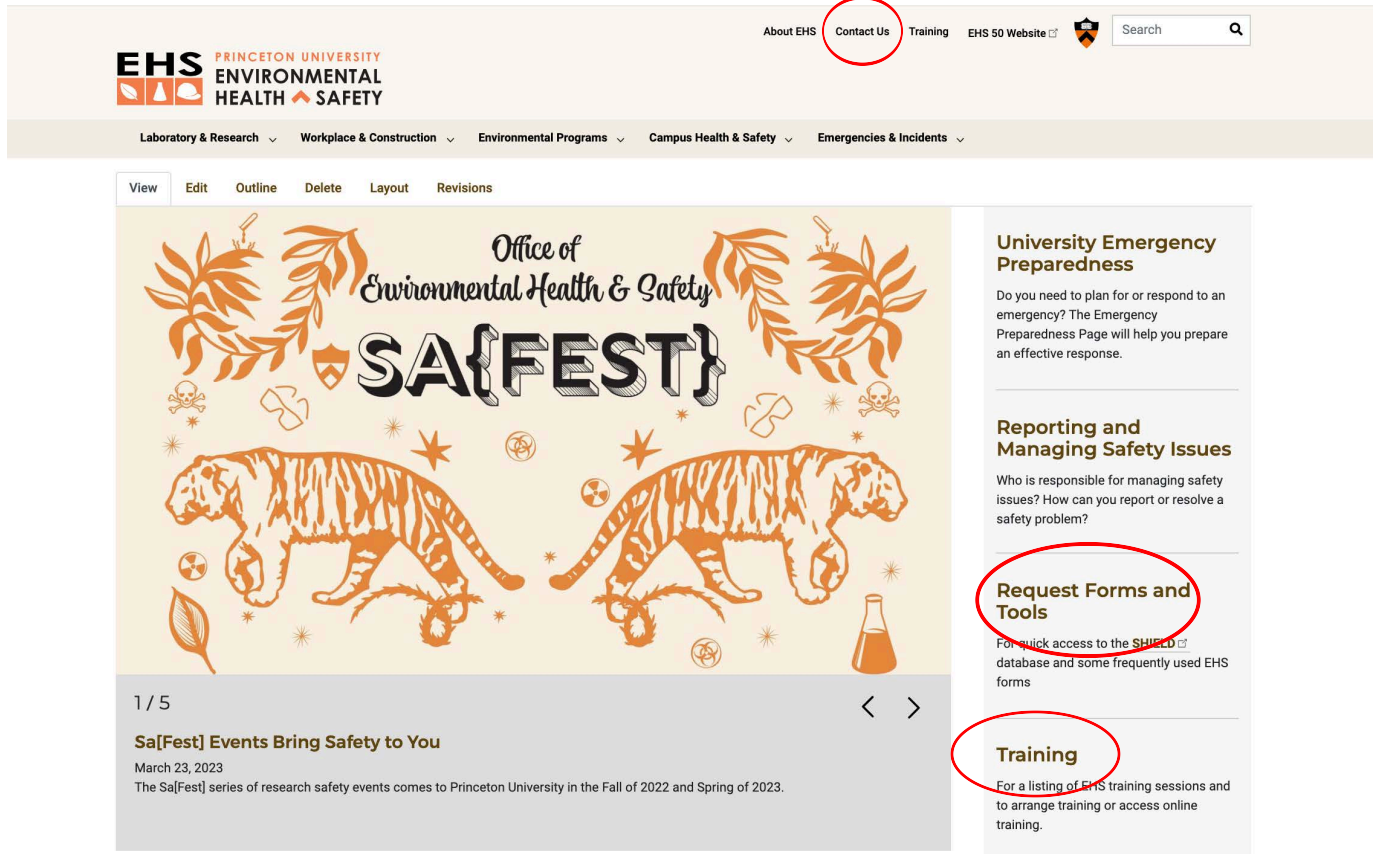 About EHS Contact Us Training EHS 50 Website Search
EHS PRINCETON UNIVERSITY
ENVIRONMENTAL
HEALTH SAFETY
Laboratory & Research Workplace & Construction Environmental Programs Campus Health & Safety Emergencies & Incidents
View Edit Outline Delete Layout Revisions
Office of
Environmental Health & Safety
SA{FEST}
1 / 5
Sa[Fest] Events Bring Safety to You
March 23, 2023
The Sa[Fest] series of research safety events comes to Princeton University in the Fall of 2022 and Spring of 2023.
University Emergency
Preparedness
Do you need to plan for or respond to an
emergency? The Emergency
Preparedness Page will help you prepare
an effective response.
Reporting and
Managing Safety Issues
Who is responsible for managing safety
issues? How can you report or resolve a
safety problem?
Request Forms and
Tools
For quick access to the SHIELD
database and some frequently used EHS
forms
Training
For a listing of EHS training sessions and
to arrange training or access online
training.